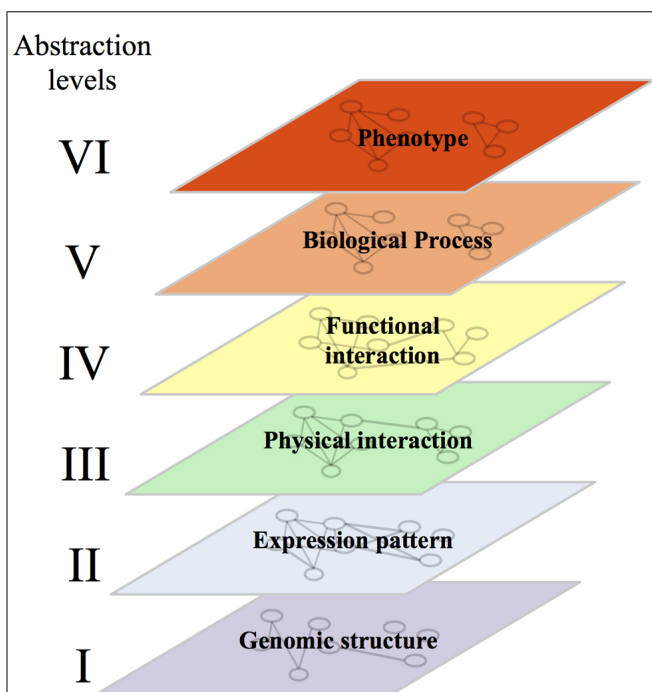 Abstraction
levels
VI
Phenotype
V
Biological Process
IV
Functional
interaction
III
Physical interaction
II
Expression pattern
I
Genomic structure